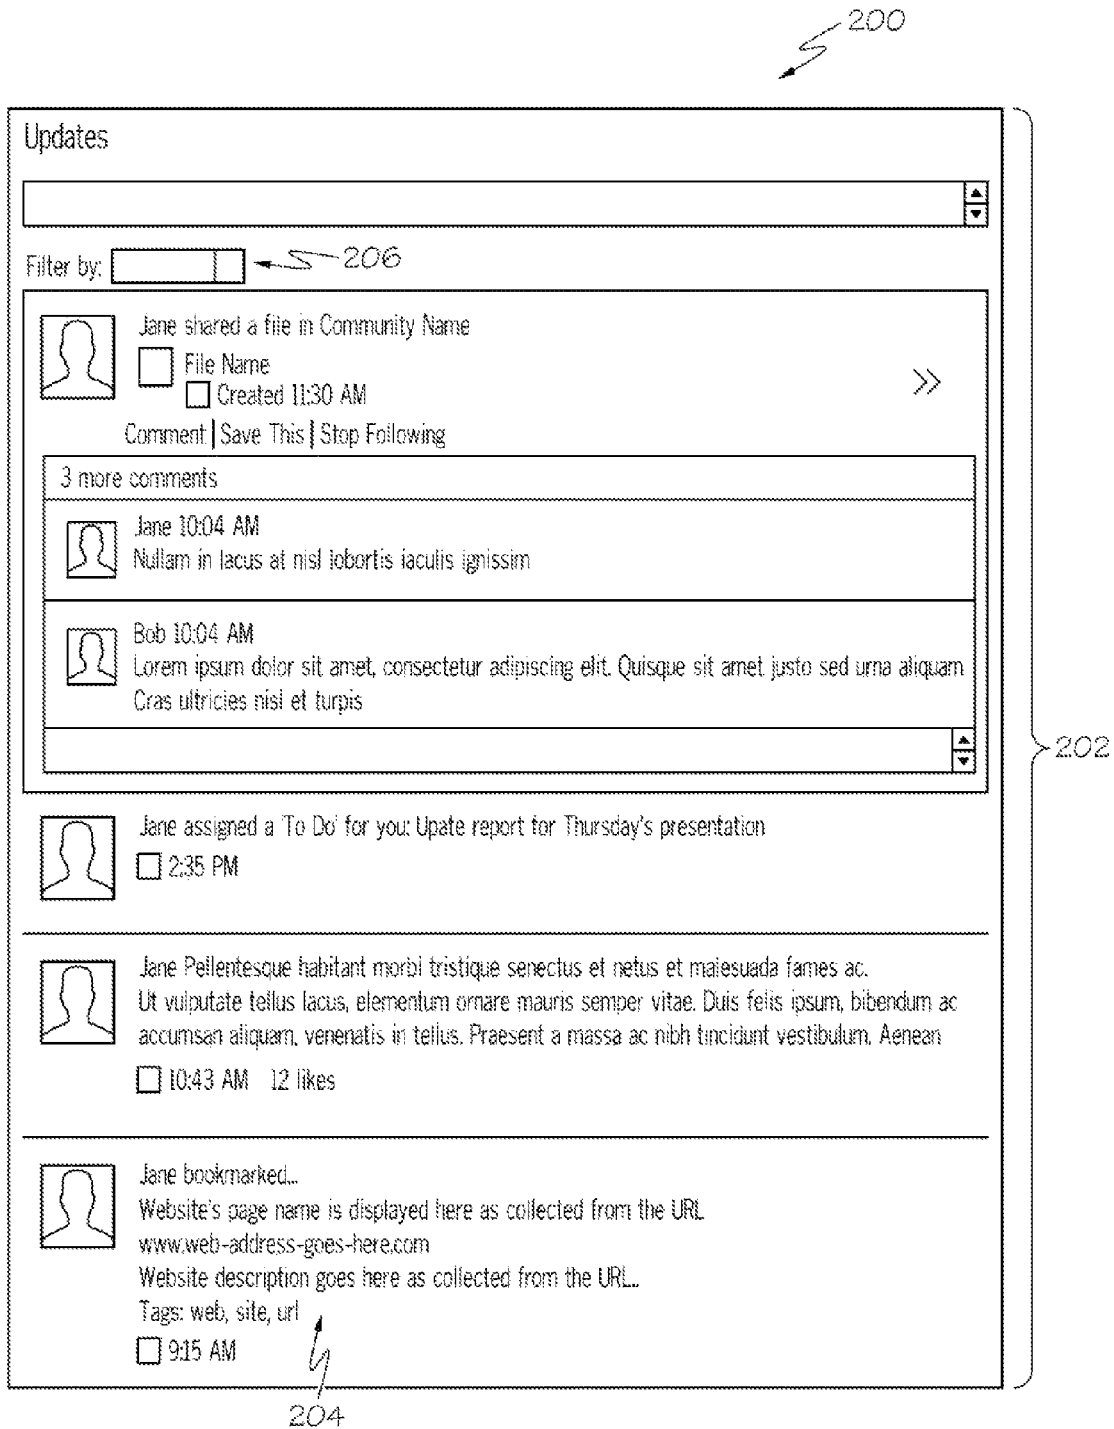 200
Updates
Filter by:
206
Jane shared a file in Community Name
File Name
Created 11:30 AM
Comment | Save This | Stop Following
3 more comments
Jane 10:04 AM
Nullam in lacus at nisl lobortis iaculis ignissim
Bob 10:04 AM
Lorem ipsum dolor sit amet, consectetur adipiscing elit. Quisque sit amet justo sed urna aliquam
Cras ultricies nisl et turpis
202
Jane assigned a 'To Do' for you: Upate report for Thursday's presentation
2:35 PM
Jane Pellentesque habitant morbi tristique senectus et netus et malesuada fames ac.
Ut vulputate tellus lacus, elementum ornare mauris semper vitae. Duis felis ipsum, bibendum ac
accumsan aliquam, venenatis in tellus. Praesent a massa ac nibh tincidunt vestibulum. Aenean
10:43 AM 12 likes
Jane bookmarked...
Website's page name is displayed here as collected from the URL
www.web-address-goes-here.com
Website description goes here as collected from the URL...
Tags: web, site, url
9:15 AM
204